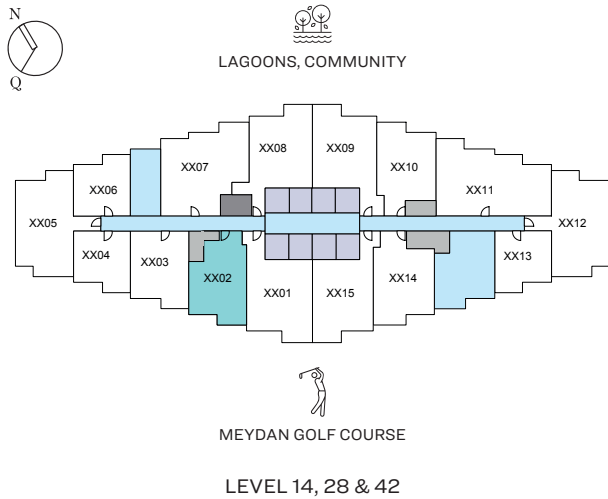 N
Q
LAGOONS, COMMUNITY
XX08
XX09
XX07
XX10
XX06
XX11
XX05
XX12
XX04
XX03
XX13
XX02
XX14
XX01
XX15
MEYDAN GOLF COURSE
LEVEL 14, 28 & 42